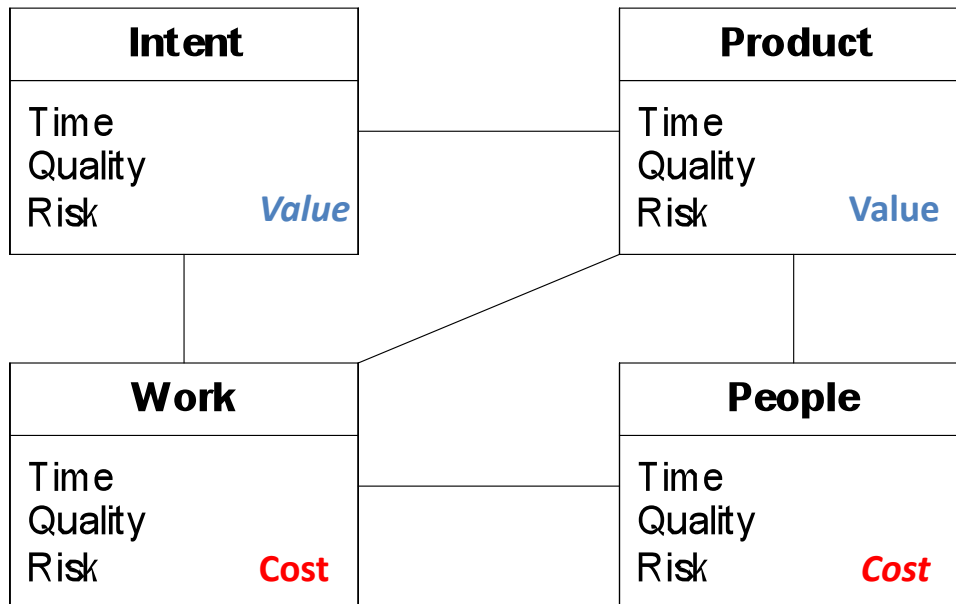 Intent
Time
Quality
Risk Value
Product
Time
Quality
Risk Value
Work
Time
Quality
Risk Cost
People
Time
Quality
Risk Cost